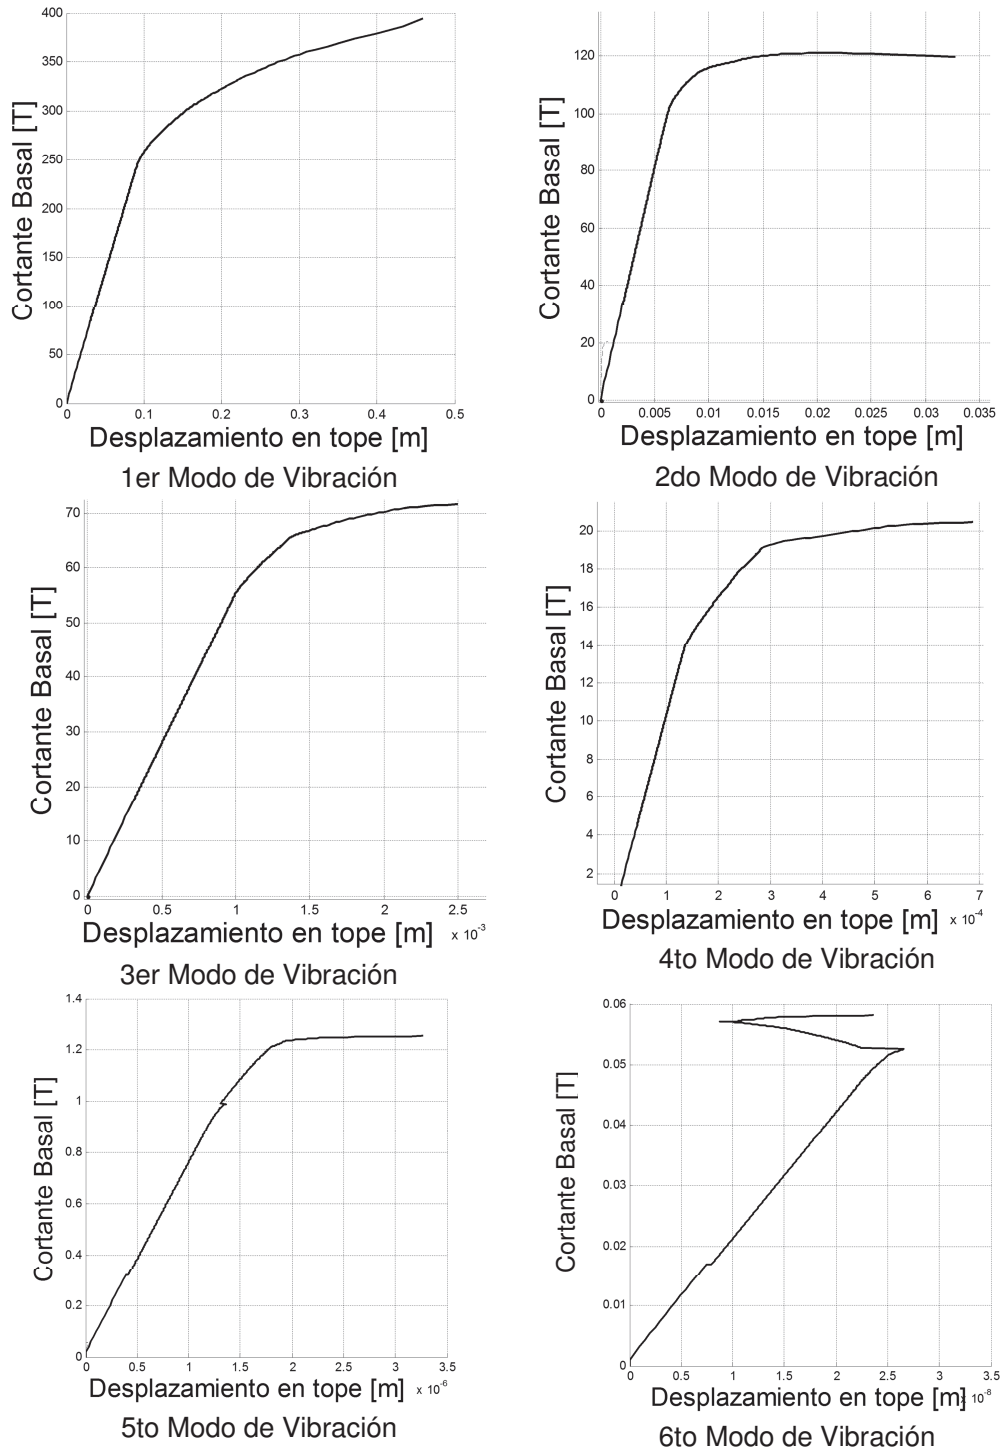 400
350
300
250
200
150
100
50
0
Cortante Basal [T]
0 0.1 0.2 0.3 0.4 0.5
Desplazamiento en tope [m]
1er Modo de Vibración
120
100
80
60
40
20
0
Cortante Basal [T]
0 0.005 0.01 0.015 0.02 0.025 0.03 0.035
Desplazamiento en tope [m]
2do Modo de Vibración
70
60
50
40
30
20
10
0
Cortante Basal [T]
0 0.5 1 1.5 2 2.5
Desplazamiento en tope [m] x 10⁻³
3er Modo de Vibración
20
18
16
14
12
10
8
6
4
2
Cortante Basal [T]
0 1 2 3 4 5 6 7
Desplazamiento en tope [m] x 10⁻⁴
4to Modo de Vibración
1.4
1.2
1
0.8
0.6
0.4
0.2
0
Cortante Basal [T]
0 0.5 1 1.5 2 2.5 3 3.5
Desplazamiento en tope [m] x 10⁻⁶
5to Modo de Vibración
0.06
0.05
0.04
0.03
0.02
0.01
0
Cortante Basal [T]
0 0.5 1 1.5 2 2.5 3 3.5
Desplazamiento en tope [m] x 10⁻⁸
6to Modo de Vibración